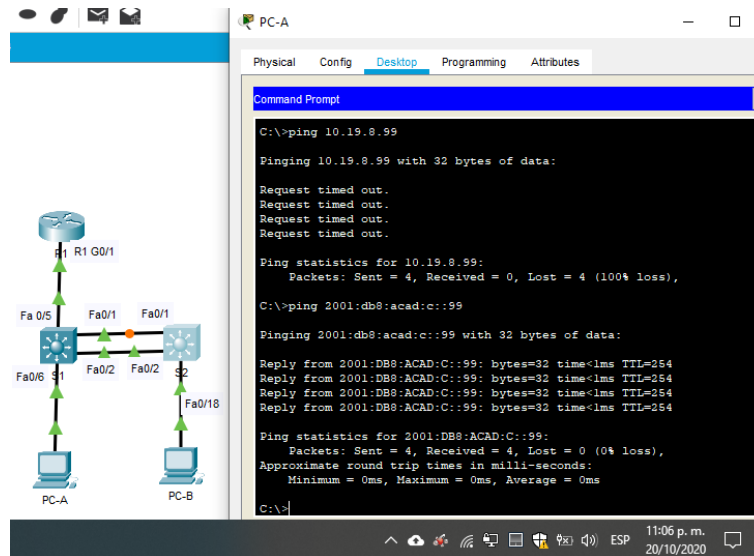 PC-A
Physical Config Desktop Programming Attributes
Command Prompt
C:\>ping 10.19.8.99
Pinging 10.19.8.99 with 32 bytes of data:
Request timed out.
Request timed out.
Request timed out.
Request timed out.
Ping statistics for 10.19.8.99:
Packets: Sent = 4, Received = 0, Lost = 4 (100% loss),
C:\>ping 2001:db8:acad:c::99
Pinging 2001:db8:acad:c::99 with 32 bytes of data:
Reply from 2001:DB8:ACAD:C::99: bytes=32 time<1ms TTL=254
Reply from 2001:DB8:ACAD:C::99: bytes=32 time<1ms TTL=254
Reply from 2001:DB8:ACAD:C::99: bytes=32 time<1ms TTL=254
Reply from 2001:DB8:ACAD:C::99: bytes=32 time<1ms TTL=254
Ping statistics for 2001:DB8:ACAD:C::99:
Packets: Sent = 4, Received = 4, Lost = 0 (0% loss),
Approximate round trip times in milli-seconds:
Minimum = 0ms, Maximum = 0ms, Average = 0ms
C:\>
R1 R1 G0/1
Fa 0/5 Fa0/1 Fa0/1
Fa0/6 S1 Fa0/2 Fa0/2 S2
Fa0/18
PC-A PC-B
ESP 11:06 p. m.
20/10/2020